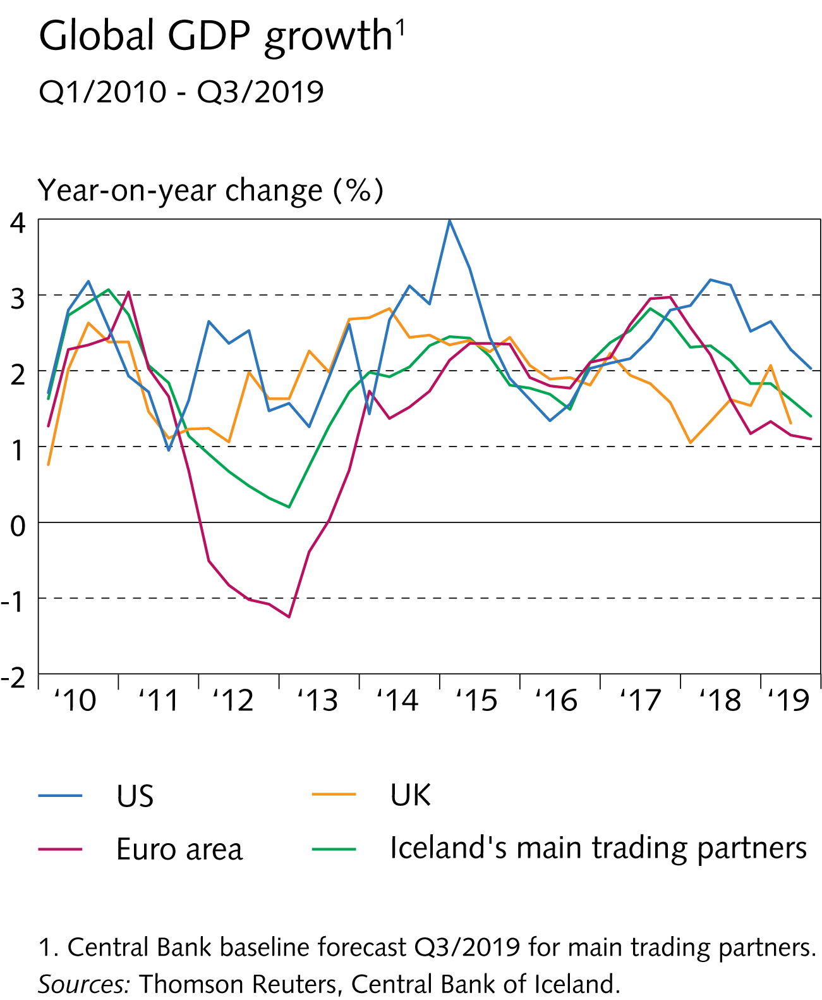 Global GDP growth¹
Q1/2010 - Q3/2019
Year-on-year change (%)
4
3
2
1
0
-1
-2
‘10 ‘11 ‘12 ‘13 ‘14 ‘15 ‘16 ‘17 ‘18 ‘19
US UK
Euro area Iceland's main trading partners
1. Central Bank baseline forecast Q3/2019 for main trading partners.
Sources: Thomson Reuters, Central Bank of Iceland.